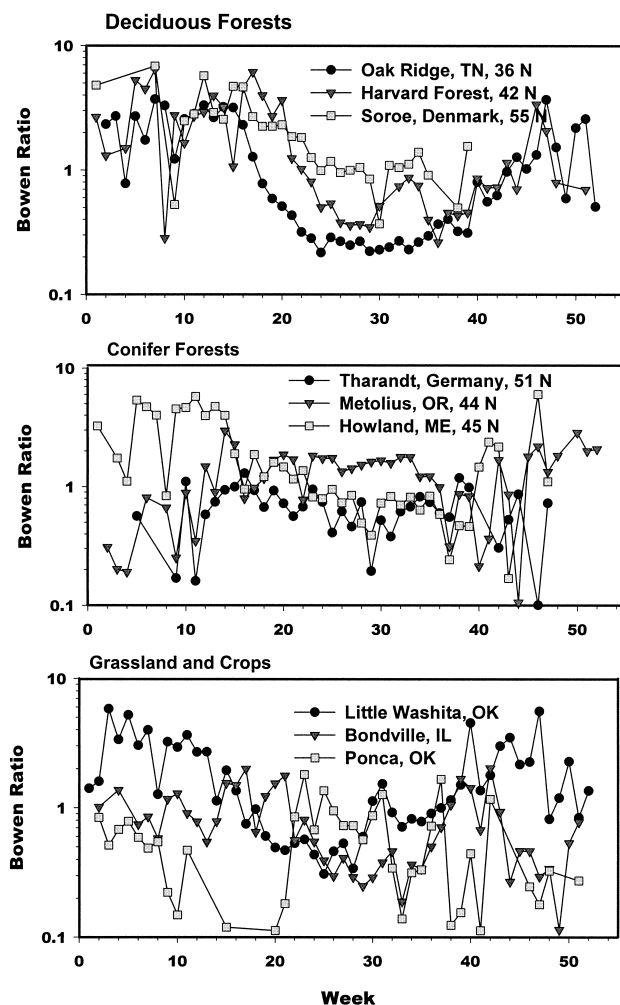 Deciduous Forests
10
1
0.1
Bowen Ratio
Oak Ridge, TN, 36 N
Harvard Forest, 42 N
Soroe, Denmark, 55 N
0 10 20 30 40 50
Week
Conifer Forests
10
1
0.1
Bowen Ratio
Tharandt, Germany, 51 N
Metolius, OR, 44 N
Howland, ME, 45 N
0 10 20 30 40 50
Week
Grassland and Crops
10
1
0.1
Bowen Ratio
Little Washita, OK
Bondville, IL
Ponca, OK
0 10 20 30 40 50
Week